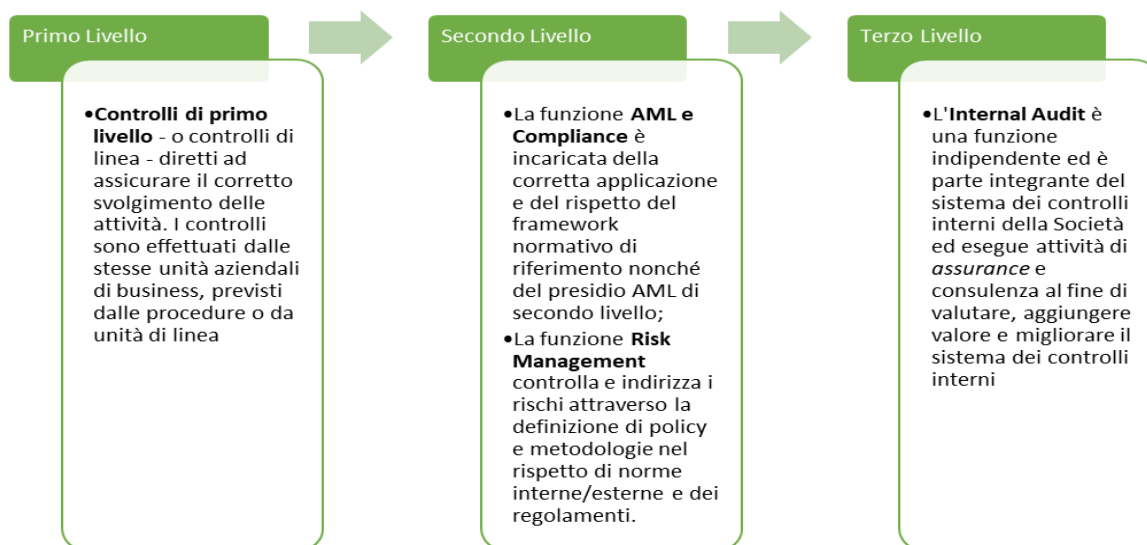 Primo Livello
•Controlli di primo
livello - o controlli di
linea - diretti ad
assicurare il corretto
svolgimento delle
attività. I controlli
sono effettuati dalle
stesse unità aziendali
di business, previsti
dalle procedure o da
unità di linea
Secondo Livello
•La funzione AML e
Compliance è
incaricata della
corretta applicazione
e del rispetto del
framework
normativo di
riferimento nonché
del presidio AML di
secondo livello;
•La funzione Risk
Management
controlla e indirizza i
rischi attraverso la
definizione di policy
e metodologie nel
rispetto di norme
interne/esterne e dei
regolamenti.
Terzo Livello
•L'Internal Audit è
una funzione
indipendente ed è
parte integrante del
sistema dei controlli
interni della Società
ed esegue attività di
assurance e
consulenza al fine di
valutare, aggiungere
valore e migliorare il
sistema dei controlli
interni